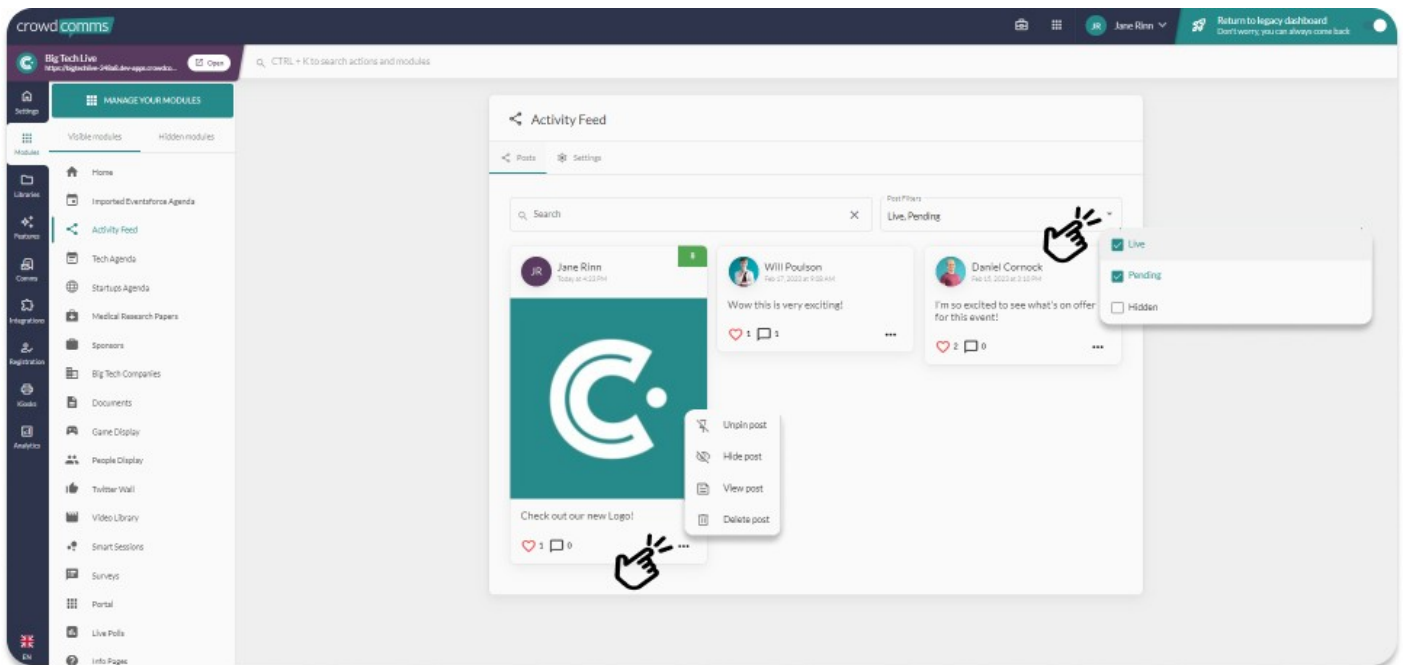 crowd comms
JR Jane Rinn
Return to legacy dashboard
Don't worry, you can always come back
Big Tech Live
Open
CTRL + K to search actions and modules
MANAGE YOUR MODULES
Visible modules Hidden modules
Settings
Modules
Libraries
Features
Comms
Integrations
Registration
Kiosks
Analytics
EN
Home
Imported Eventsforce Agenda
Activity Feed
Tech Agenda
Startups Agenda
Medical Research Papers
Sponsors
Big Tech Companies
Documents
Game Display
People Display
Twitter Wall
Video Library
Smart Sessions
Surveys
Portal
Live Polls
Info Pages
Activity Feed
Posts Settings
Search
Post Filters
Live, Pending
Live
Pending
Hidden
JR Jane Rinn
Today at 4:23 PM
Check out our new Logo!
1 0
Unpin post
Hide post
View post
Delete post
Will Poulson
Feb 17, 2023 at 9:58 AM
Wow this is very exciting!
1 1
Daniel Cornock
Feb 15, 2023 at 3:10 PM
I'm so excited to see what's on offer
for this event!
2 0